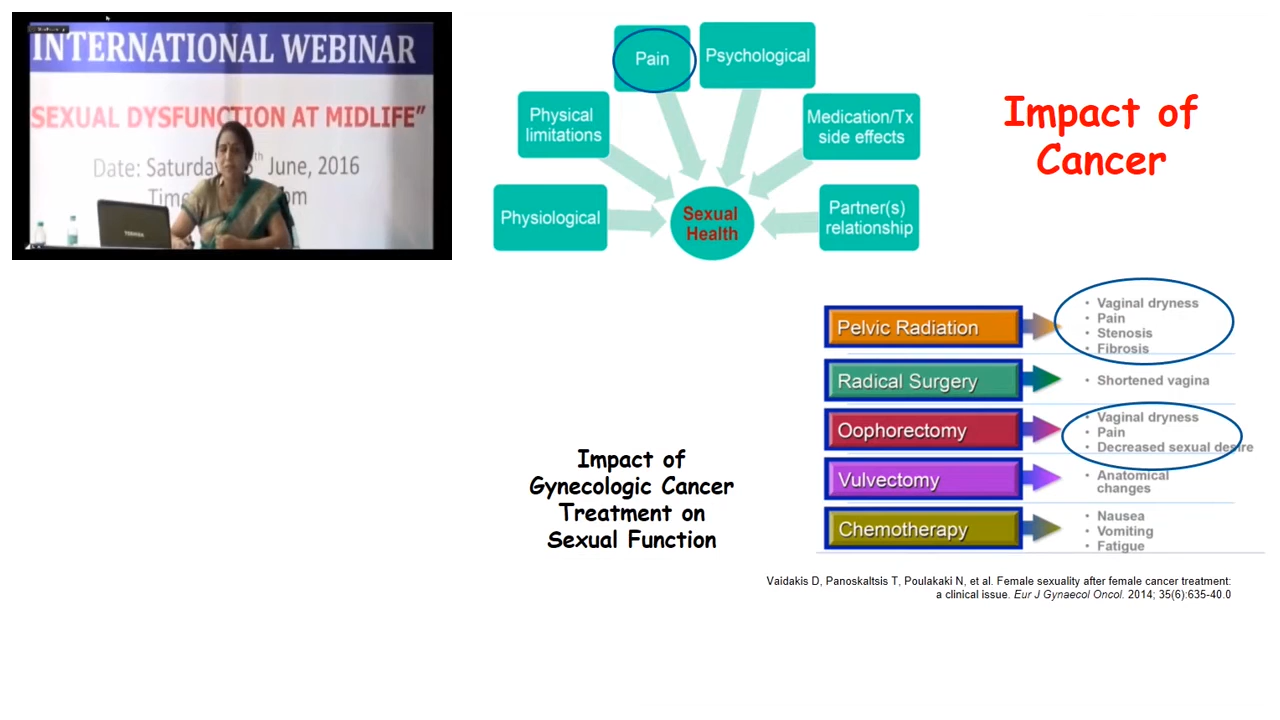 INTERNATIONAL WEBINAR
SEXUAL DYSFUNCTION AT MIDLIFE”
Date: Saturday th June, 2016
Time pm
TOSHIBA
Pain
Psychological
Physical
limitations
Medication/Tx
side effects
Physiological
Sexual
Health
Partner(s)
relationship
Impact of
Cancer
Pelvic Radiation
• Vaginal dryness
• Pain
• Stenosis
• Fibrosis
Radical Surgery
• Shortened vagina
Oophorectomy
• Vaginal dryness
• Pain
• Decreased sexual desire
Vulvectomy
• Anatomical
changes
Chemotherapy
• Nausea
• Vomiting
• Fatigue
Impact of
Gynecologic Cancer
Treatment on
Sexual Function
Vaidakis D, Panoskaltsis T, Poulakaki N, et al. Female sexuality after female cancer treatment:
a clinical issue. Eur J Gynaecol Oncol. 2014; 35(6):635-40.0